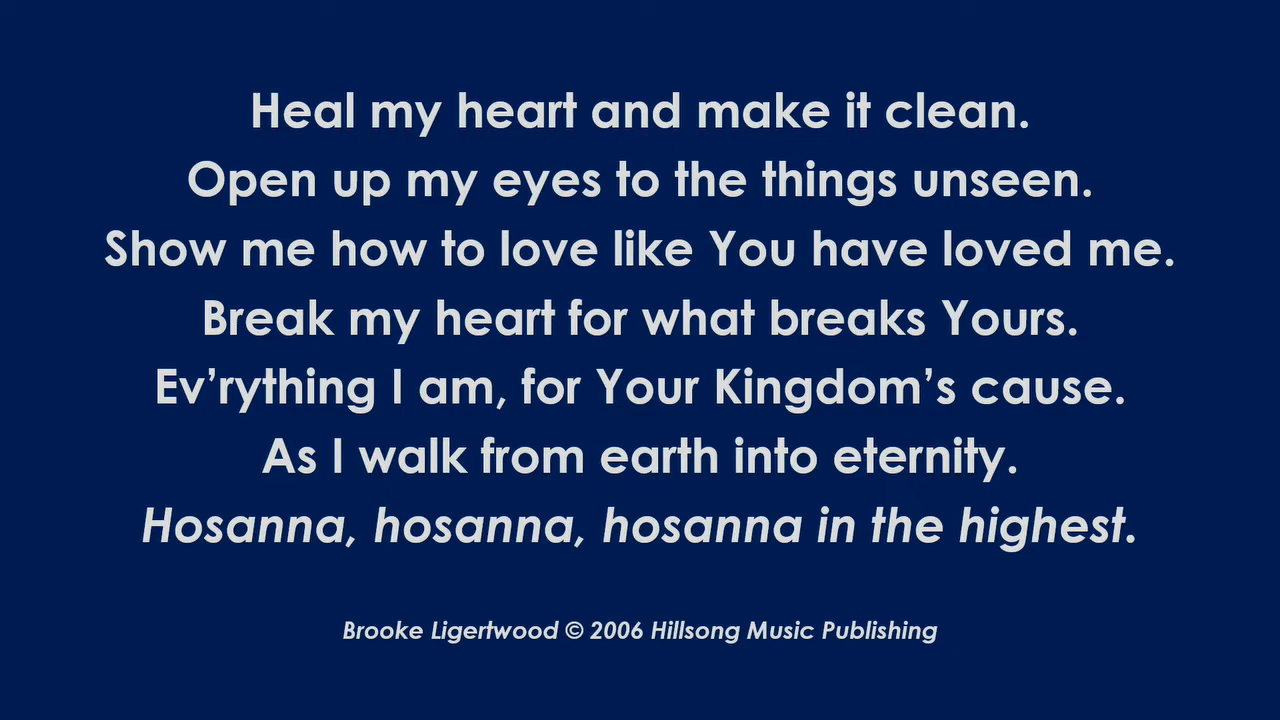 Heal my heart and make it clean.
Open up my eyes to the things unseen.
Show me how to love like You have loved me.
Break my heart for what breaks Yours.
Ev’rything I am, for Your Kingdom’s cause.
As I walk from earth into eternity.
Hosanna, hosanna, hosanna in the highest.
Brooke Ligertwood © 2006 Hillsong Music Publishing